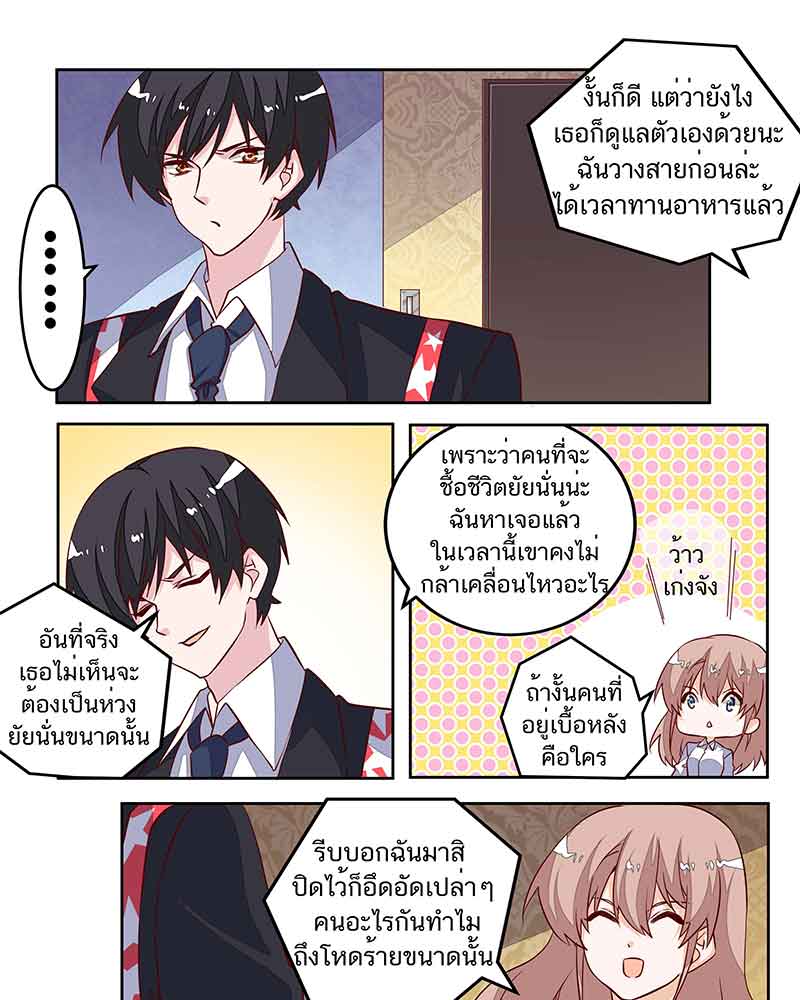 งั้นก็ดี แต่ว่ายังไง
เธอก็ดูแลตัวเองด้วยนะ
ฉันวางสายก่อนล่ะ
ได้เวลาทานอาหารแล้ว
......
อันที่จริง
เธอไม่เห็นจะ
ต้องเป็นห่วง
ยัยนั่นขนาดนั้น
เพราะว่าคนที่จะ
ซื้อชีวิตยัยนั่นน่ะ
ฉันหาเจอแล้ว
ในเวลานี้เขาคงไม่
กล้าเคลื่อนไหวอะไร
ว้าว
เก่งจัง
ถ้างั้นคนที่
อยู่เบื้อหลัง
คือใคร
รีบบอกฉันมาสิ
ปิดไว้ก็อึดอัดเปล่าๆ
คนอะไรกันทำไม
ถึงโหดร้ายขนาดนั้น